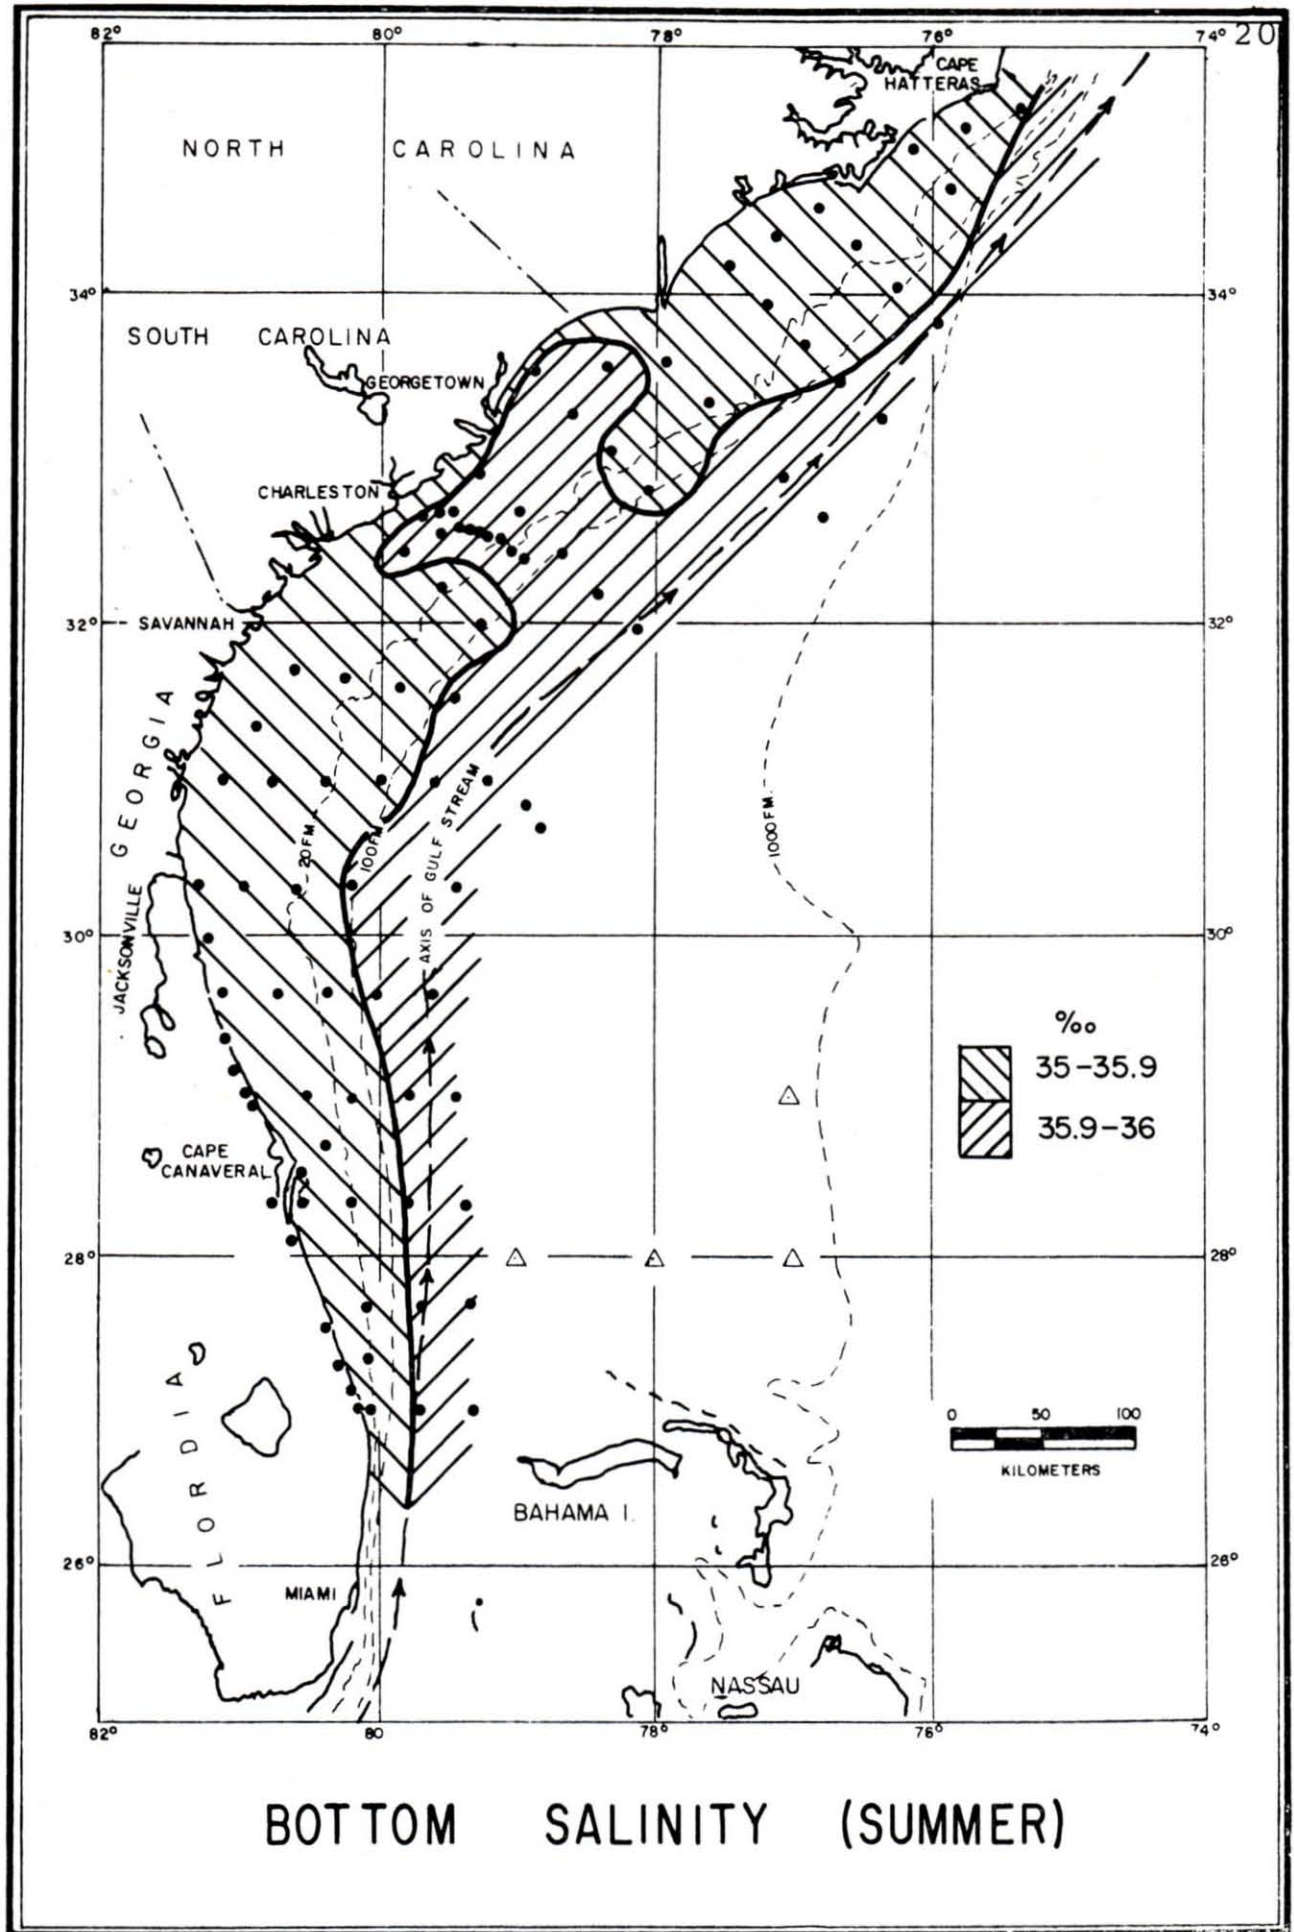 20
82° 80° 78° 76° 74°
CAPE
HATTERAS
NORTH CAROLINA
34° 34°
SOUTH CAROLINA
GEORGETOWN
CHARLESTON
32° SAVANNAH 32°
GEORGIA
20FM
100FM
AXIS OF GULF STREAM
1000FM
30° 30°
JACKSONVILLE
‰
35-35.9
35.9-36
CAPE
CANAVERAL
28° 28°
FLORDIA
0 50 100
KILOMETERS
BAHAMA I.
26° 26°
MIAMI
NASSAU
82° 80 78° 76° 74°
BOTTOM SALINITY (SUMMER)